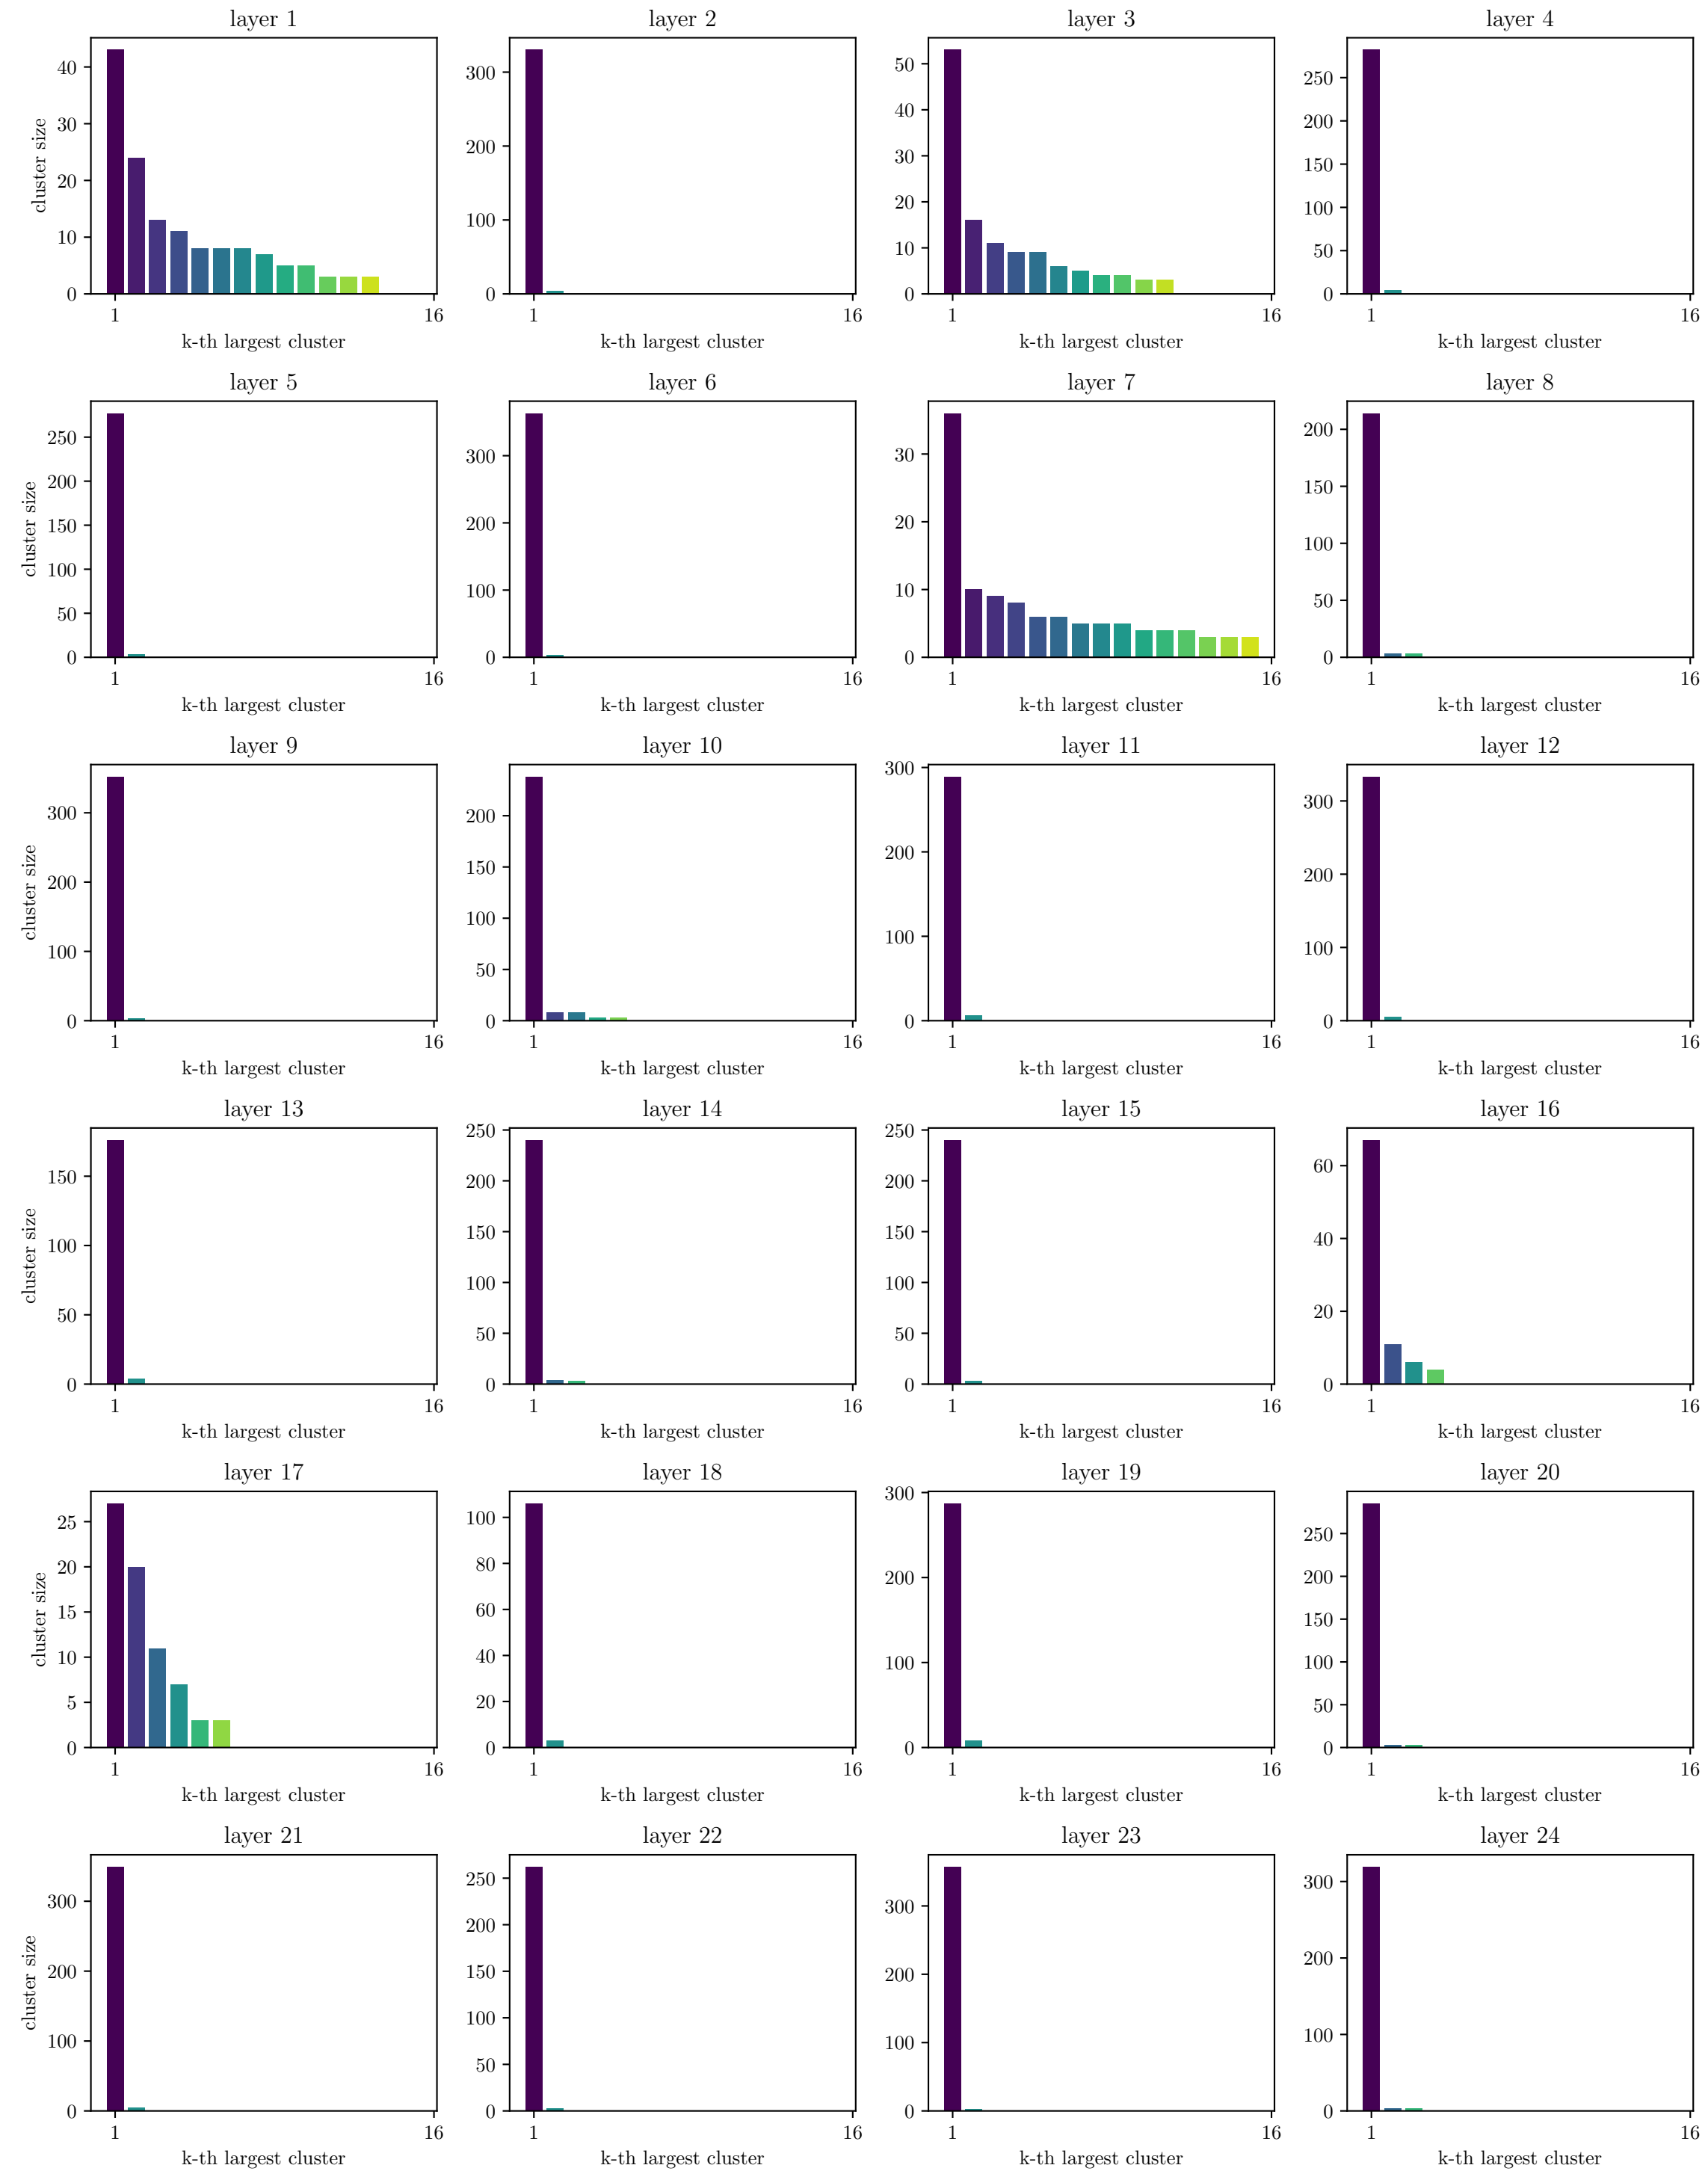 layer 1
40
30
20
10
0
cluster size
1 16
k-th largest cluster
layer 2
300
200
100
0
1 16
k-th largest cluster
layer 3
50
40
30
20
10
0
1 16
k-th largest cluster
layer 4
250
200
150
100
50
0
1 16
k-th largest cluster
layer 5
250
200
150
100
50
0
cluster size
1 16
k-th largest cluster
layer 6
300
200
100
0
1 16
k-th largest cluster
layer 7
30
20
10
0
1 16
k-th largest cluster
layer 8
200
150
100
50
0
1 16
k-th largest cluster
layer 9
300
200
100
0
cluster size
1 16
k-th largest cluster
layer 10
200
150
100
50
0
1 16
k-th largest cluster
layer 11
300
200
100
0
1 16
k-th largest cluster
layer 12
300
200
100
0
1 16
k-th largest cluster
layer 13
150
100
50
0
cluster size
1 16
k-th largest cluster
layer 14
250
200
150
100
50
0
1 16
k-th largest cluster
layer 15
250
200
150
100
50
0
1 16
k-th largest cluster
layer 16
60
40
20
0
1 16
k-th largest cluster
layer 17
25
20
15
10
5
0
cluster size
1 16
k-th largest cluster
layer 18
100
80
60
40
20
0
1 16
k-th largest cluster
layer 19
300
200
100
0
1 16
k-th largest cluster
layer 20
250
200
150
100
50
0
1 16
k-th largest cluster
layer 21
300
200
100
0
cluster size
1 16
k-th largest cluster
layer 22
250
200
150
100
50
0
1 16
k-th largest cluster
layer 23
300
200
100
0
1 16
k-th largest cluster
layer 24
300
200
100
0
1 16
k-th largest cluster